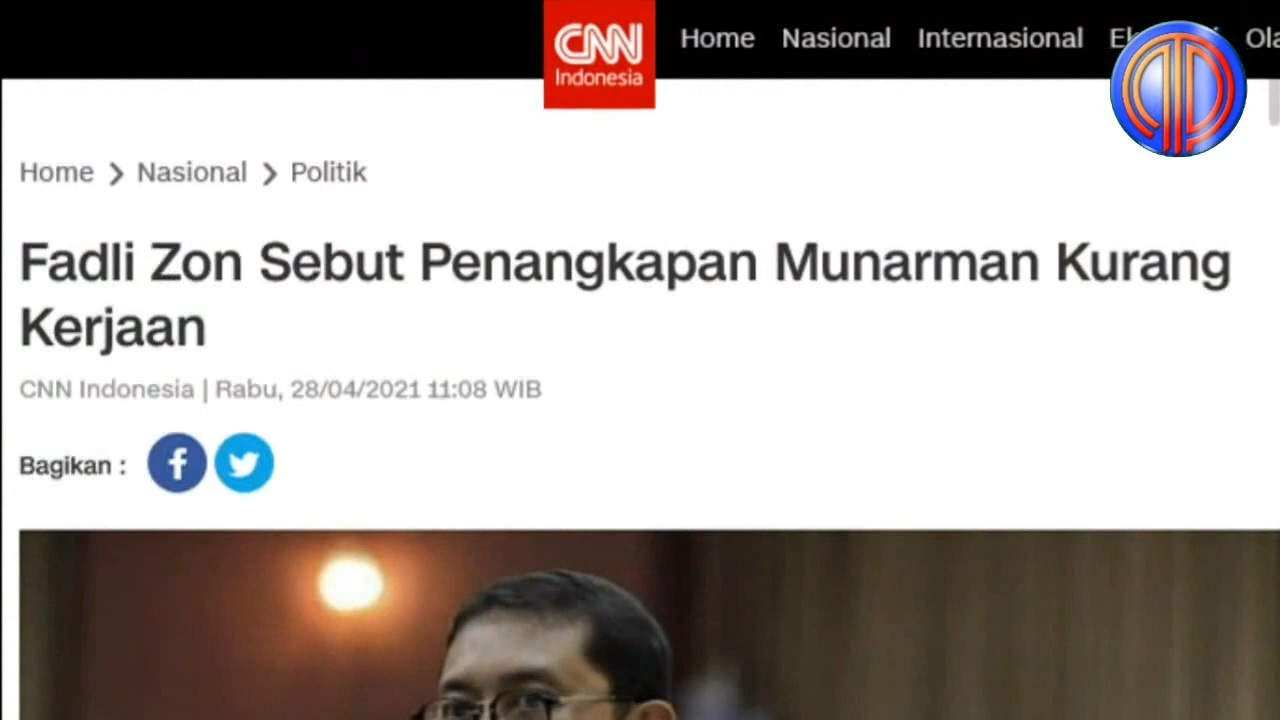 CNN
Indonesia
Home Nasional Internasional
Home > Nasional > Politik
Fadli Zon Sebut Penangkapan Munarman Kurang
Kerjaan
CNN Indonesia | Rabu, 28/04/2021 11:08 WIB
Bagikan :